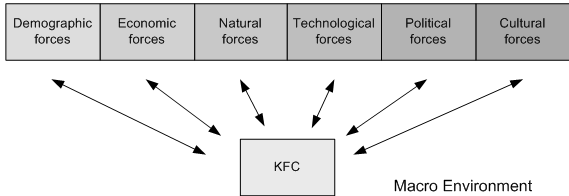 Demographic forces
Economic forces
Natural forces
Technological forces
Political forces
Cultural forces
KFC
Macro Environment